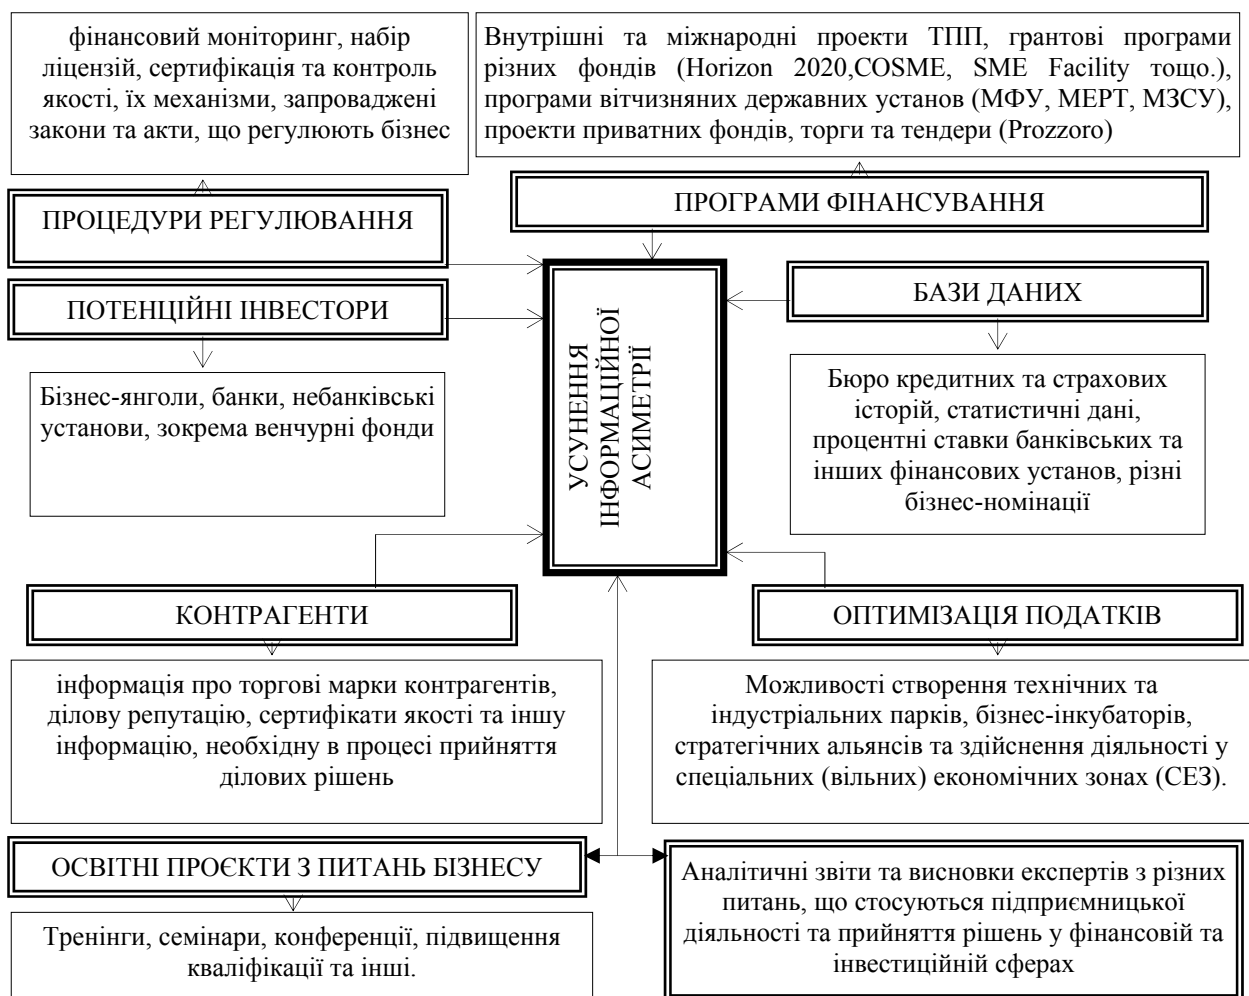 фінансовий моніторинг, набір
ліцензій, сертифікація та контроль
якості, їх механізми, запроваджені
закони та акти, що регулюють бізнес
Внутрішні та міжнародні проекти ТПП, грантові програми
різних фондів (Horizon 2020,COSME, SME Facility тощо.),
програми вітчизняних державних установ (МФУ, МЕРТ, МЗСУ),
проекти приватних фондів, торги та тендери (Prozzoro)
ПРОЦЕДУРИ РЕГУЛЮВАННЯ
ПРОГРАМИ ФІНАНСУВАННЯ
ПОТЕНЦІЙНІ ІНВЕСТОРИ
БАЗИ ДАНИХ
УСУНЕННЯ
ІНФОРМАЦІЙНОЇ
АСИМЕТРІЇ
Бізнес-янголи, банки, небанківські
установи, зокрема венчурні фонди
Бюро кредитних та страхових
історій, статистичні дані,
процентні ставки банківських та
інших фінансових установ, різні
бізнес-номінації
КОНТРАГЕНТИ
ОПТИМІЗАЦІЯ ПОДАТКІВ
інформація про торгові марки контрагентів,
ділову репутацію, сертифікати якості та іншу
інформацію, необхідну в процесі прийняття
ділових рішень
Можливості створення технічних та
індустріальних парків, бізнес-інкубаторів,
стратегічних альянсів та здійснення діяльності у
спеціальних (вільних) економічних зонах (СЕЗ).
ОСВІТНІ ПРОЄКТИ З ПИТАНЬ БІЗНЕСУ
Тренінги, семінари, конференції, підвищення
кваліфікації та інші.
Аналітичні звіти та висновки експертів з різних
питань, що стосуються підприємницької
діяльності та прийняття рішень у фінансовій та
інвестиційній сферах